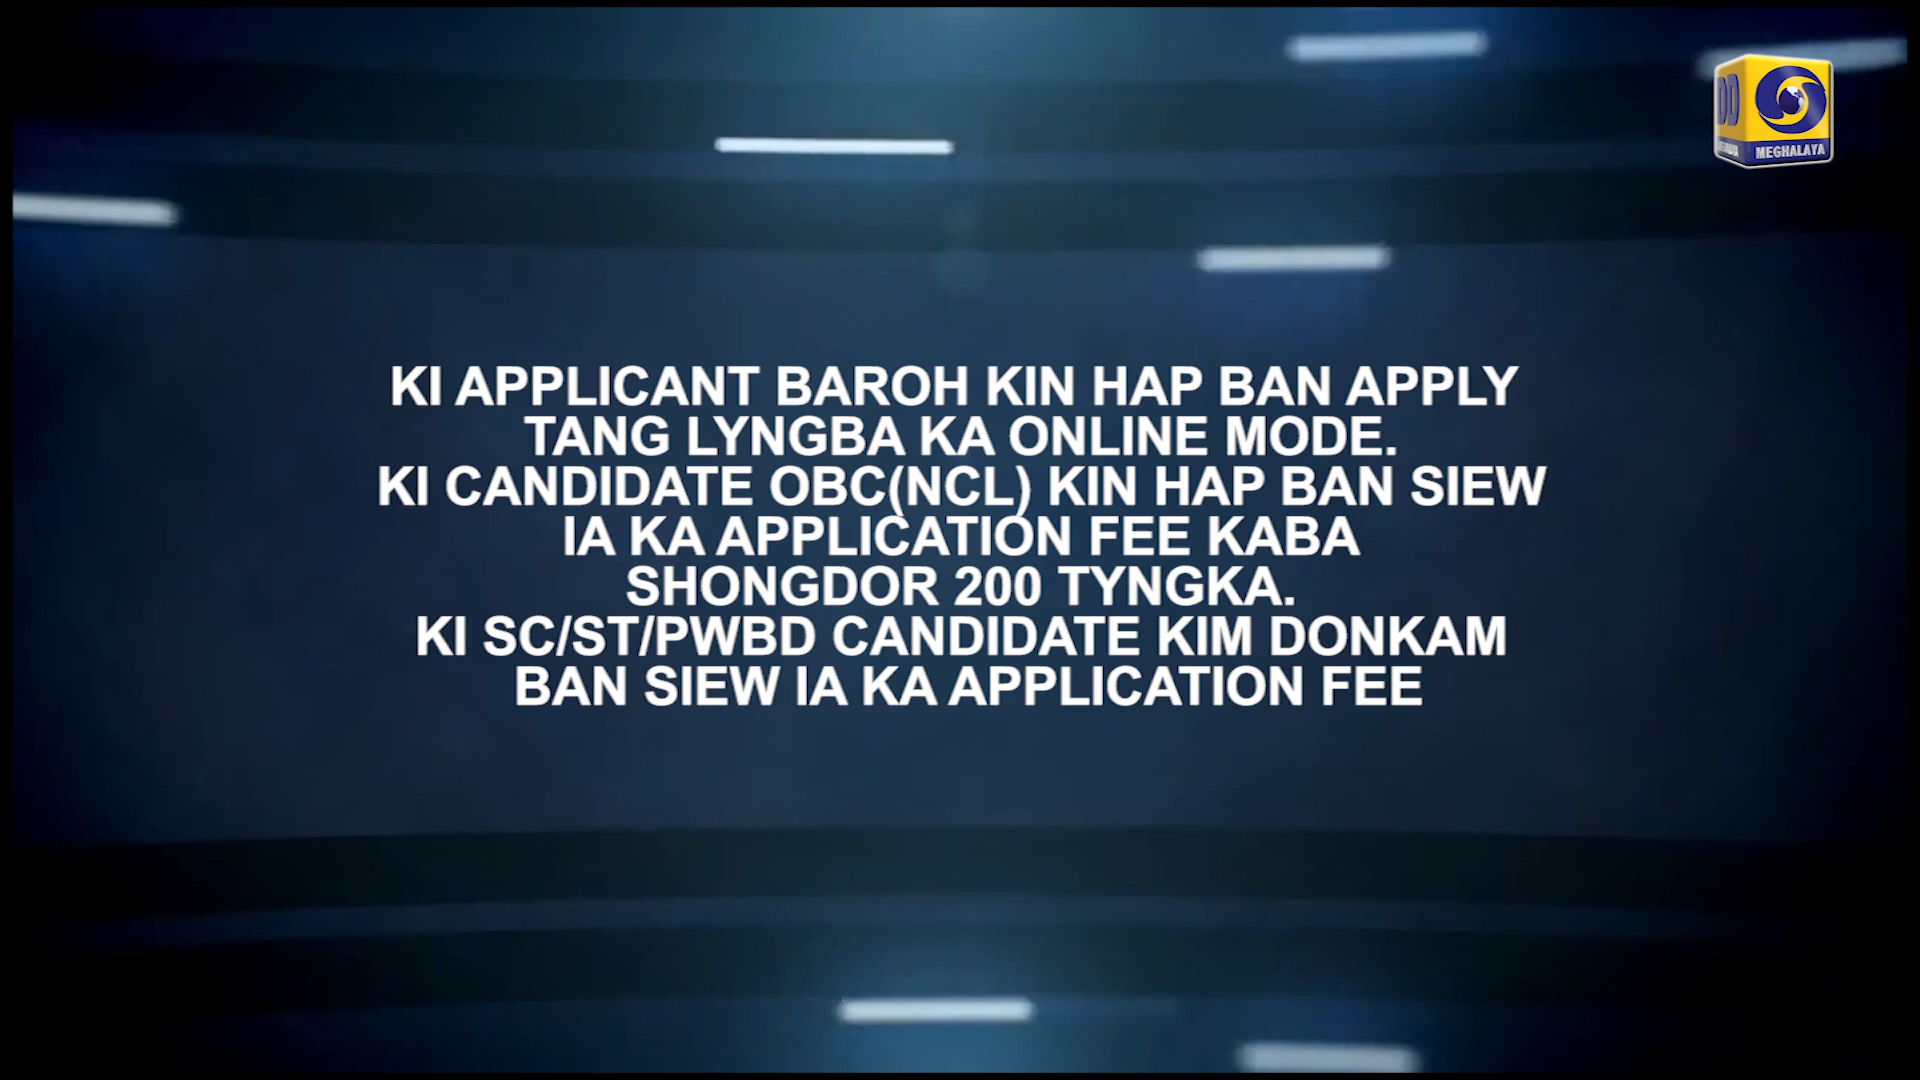 DD
MEGHALAYA
KI APPLICANT BAROH KIN HAP BAN APPLY
TANG LYNGBA KA ONLINE MODE.
KI CANDIDATE OBC(NCL) KIN HAP BAN SIEW
IA KA APPLICATION FEE KABA
SHONGDOR 200 TYNGKA.
KI SC/ST/PWBD CANDIDATE KIM DONKAM
BAN SIEW IA KA APPLICATION FEE